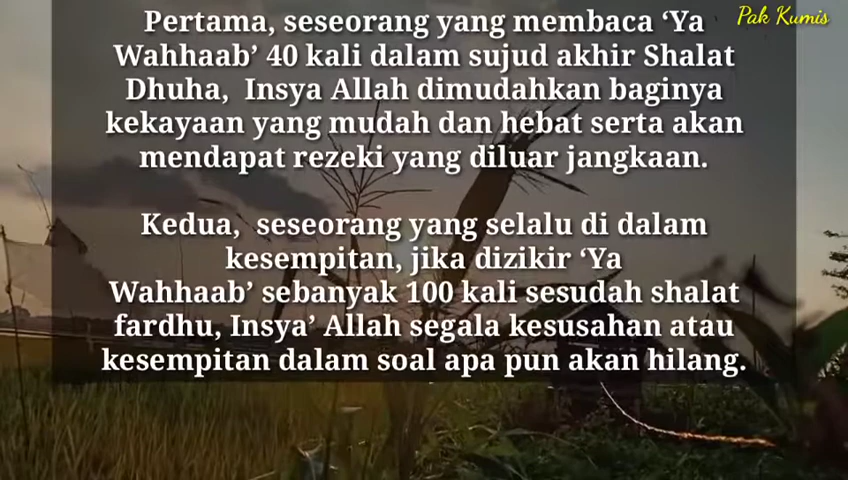 Pak Kumis
Pertama, seseorang yang membaca ‘Ya
Wahhaab’ 40 kali dalam sujud akhir Shalat
Dhuha,  Insya Allah dimudahkan baginya
kekayaan yang mudah dan hebat serta akan
mendapat rezeki yang diluar jangkaan.
Kedua,  seseorang yang selalu di dalam
kesempitan, jika dizikir ‘Ya
Wahhaab’ sebanyak 100 kali sesudah shalat
fardhu, Insya’ Allah segala kesusahan atau
kesempitan dalam soal apa pun akan hilang.